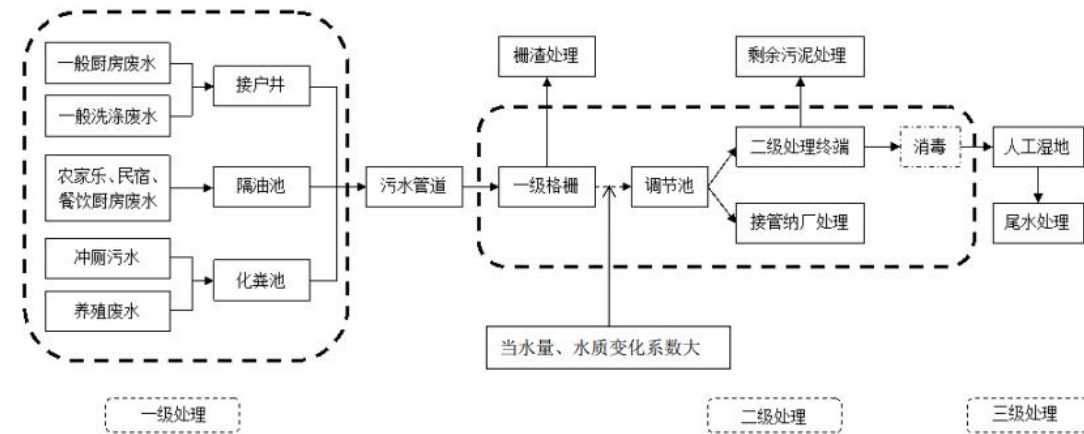 一般厨房废水
一般洗涤废水
接户井
农家乐、民宿、
餐饮厨房废水
隔油池
冲厕污水
养殖废水
化粪池
污水管道
栅渣处理
一级格栅
调节池
剩余污泥处理
二级处理终端
消毒
接管纳厂处理
人工湿地
尾水处理
当水量、水质变化系数大
一级处理
二级处理
三级处理